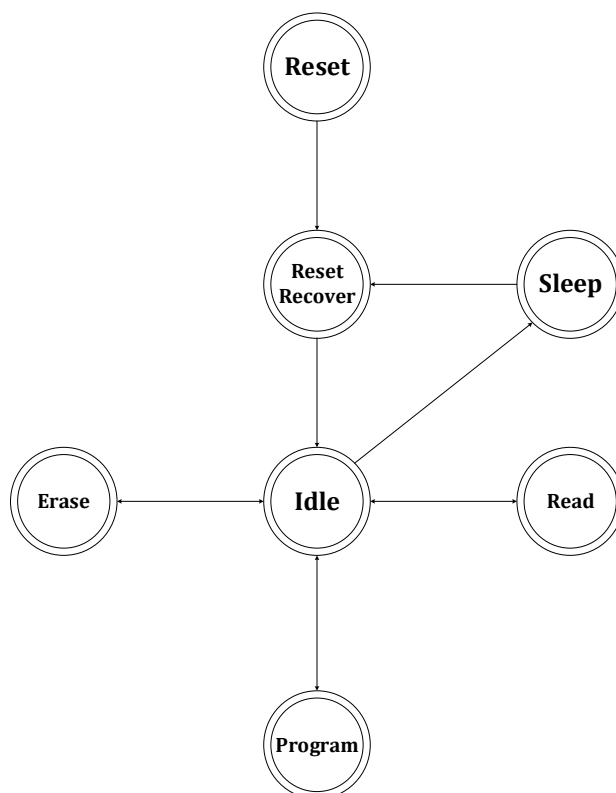 Reset
Reset
Recover
Sleep
Erase
Idle
Read
Program